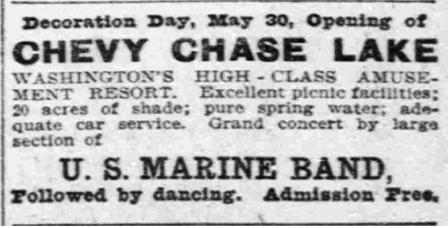 Decoration Day, May 30, Opening of
CHEVY CHASE LAKE
WASHINGTON'S HIGH-CLASS AMUSE-
MENT RESORT. Excellent picnic facilities;
20 acres of shade; pure spring water; ade-
quate car service. Grand concert by large
section of
U. S. MARINE BAND,
Followed by dancing. Admission Free.